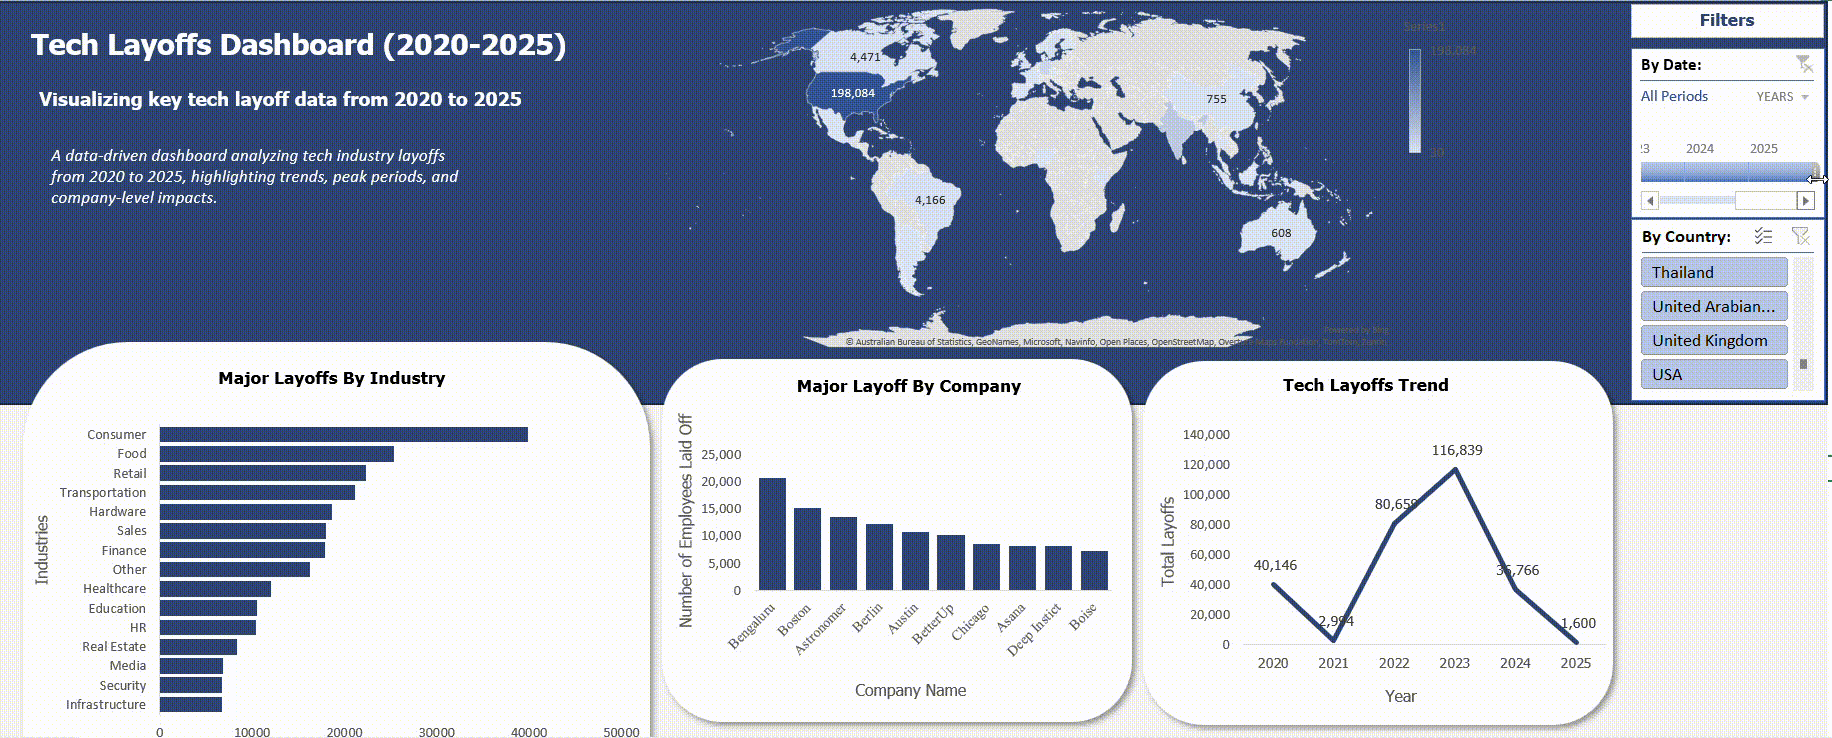 Tech Layoffs Dashboard (2020-2025)
Visualizing key tech layoff data from 2020 to 2025
A data-driven dashboard analyzing tech industry layoffs
from 2020 to 2025, highlighting trends, peak periods, and
company-level impacts.
4,471
198,084
755
4,166
608
Series1
198,084
30
Powered by Bing
© Australian Bureau of Statistics, GeoNames, Microsoft, Navinfo, Open Places, OpenStreetMap, Overture Maps Fundation, TomTom, Zenrin
Filters
By Date:
All Periods
YEARS
2024
2025
By Country:
Thailand
United Arabian...
United Kingdom
USA
Major Layoffs By Industry
Industries
Consumer
Food
Retail
Transportation
Hardware
Sales
Finance
Other
Healthcare
Education
HR
Real Estate
Media
Security
Infrastructure
0 10000 20000 30000 40000 50000
Major Layoff By Company
Number of Employees Laid Off
25,000
20,000
15,000
10,000
5,000
0
Bengaluru
Boston
Astronomer
Berlin
Austin
BetterUp
Chicago
Asana
Deep Instict
Boise
Company Name
Tech Layoffs Trend
Total Layoffs
140,000
120,000
100,000
80,000
60,000
40,000
20,000
0
40,146
2,994
80,659
116,839
35,766
1,600
2020 2021 2022 2023 2024 2025
Year